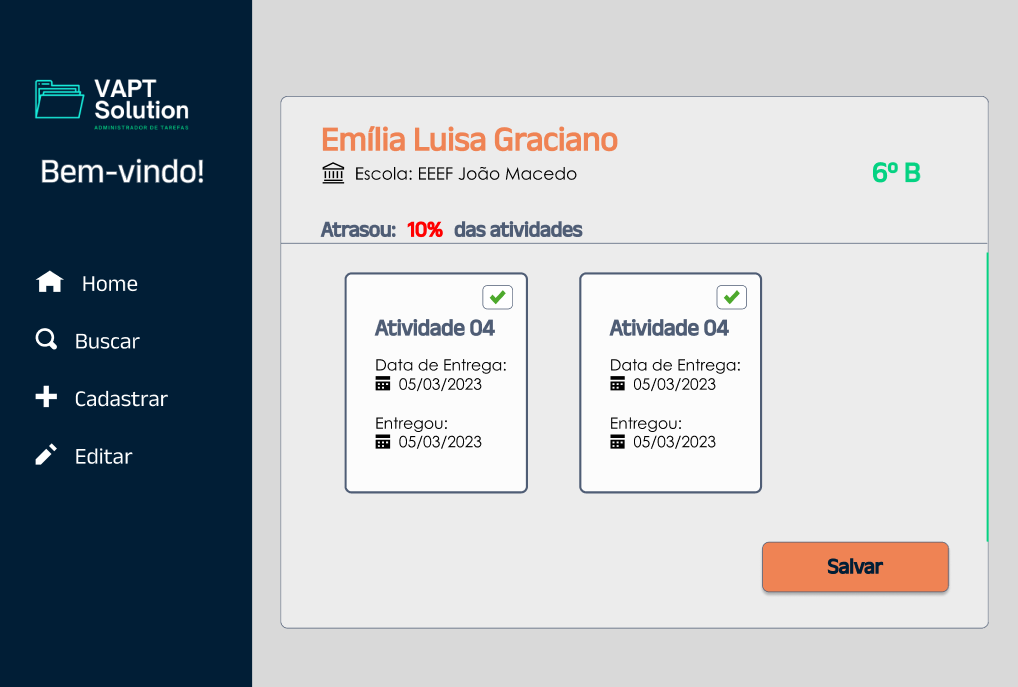 VAPT
Solution
ADMINISTRADOR DE TAREFAS
Bem-vindo!
Home
Buscar
Cadastrar
Editar
Emília Luisa Graciano
Escola: EEEF João Macedo
6º B
Atrasou: 10% das atividades
Atividade 04
Data de Entrega:
05/03/2023
Entregou:
05/03/2023
Atividade 04
Data de Entrega:
05/03/2023
Entregou:
05/03/2023
Salvar